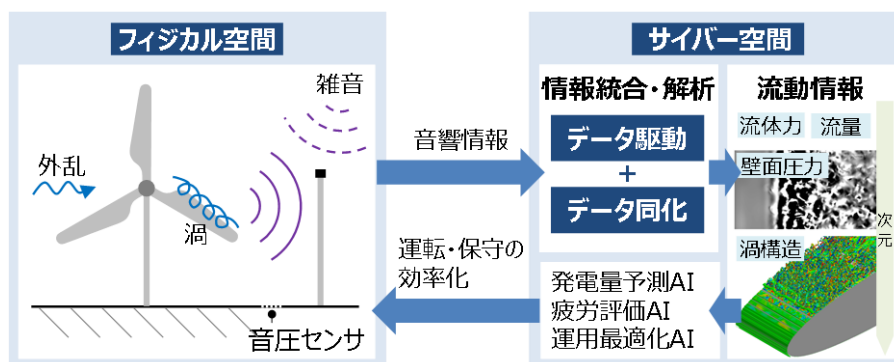 フィジカル空間
サイバー空間
雑音
外乱
渦
音圧センサ
音響情報
運転・保守の
効率化
情報統合・解析
データ駆動
+
データ同化
流動情報
流体力
流量
壁面圧力
渦構造
次元
発電量予測AI
疲労評価AI
運用最適化AI